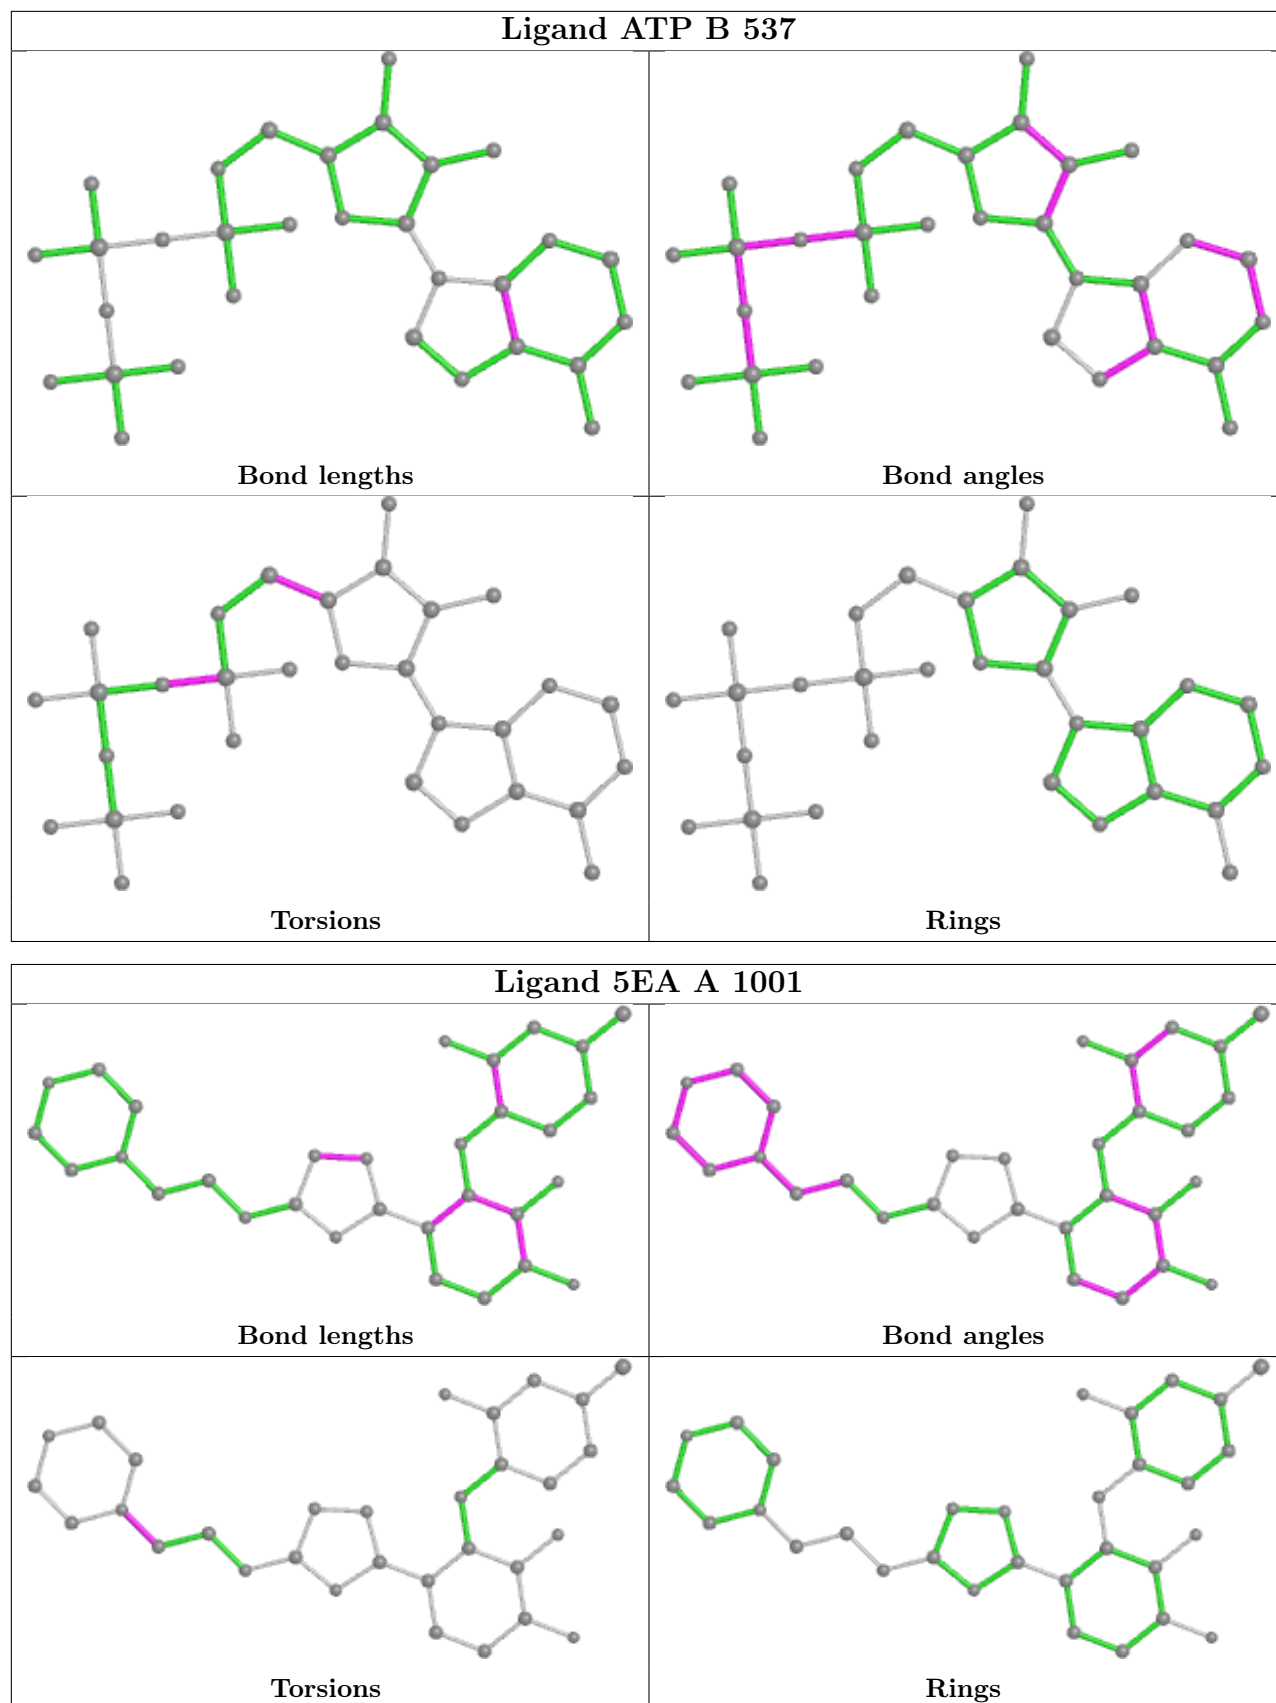 Ligand ATP B 537
Bond lengths
Bond angles
Torsions
Rings
Ligand 5EA A 1001
Bond lengths
Bond angles
Torsions
Rings